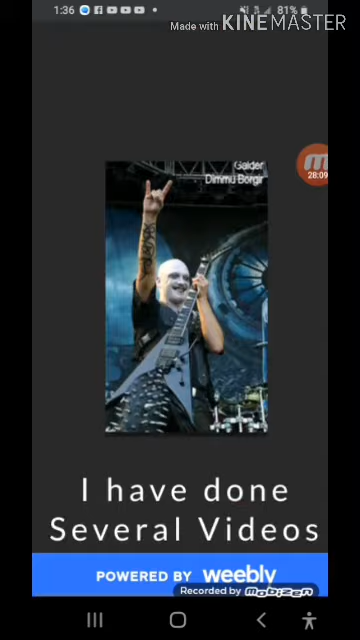 1:36
81%
Made with KINEMASTER
Galder
Dimmu Borgir
28:09
I have done
Several Videos
POWERED BY weebly
Recorded by mobizen